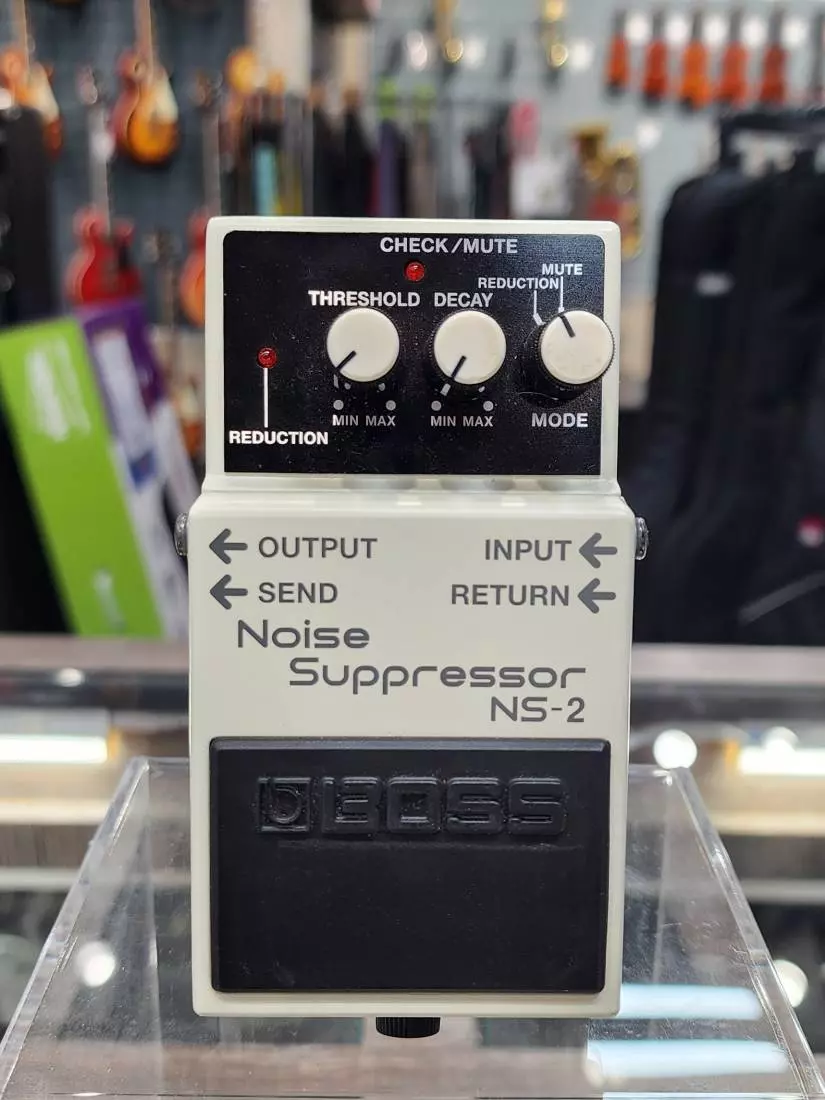 CHECK/MUTE
MUTE
REDUCTION
THRESHOLD DECAY
MIN MAX MIN MAX MODE
REDUCTION
OUTPUT INPUT
SEND RETURN
Noise
Suppressor
NS-2
BOSS